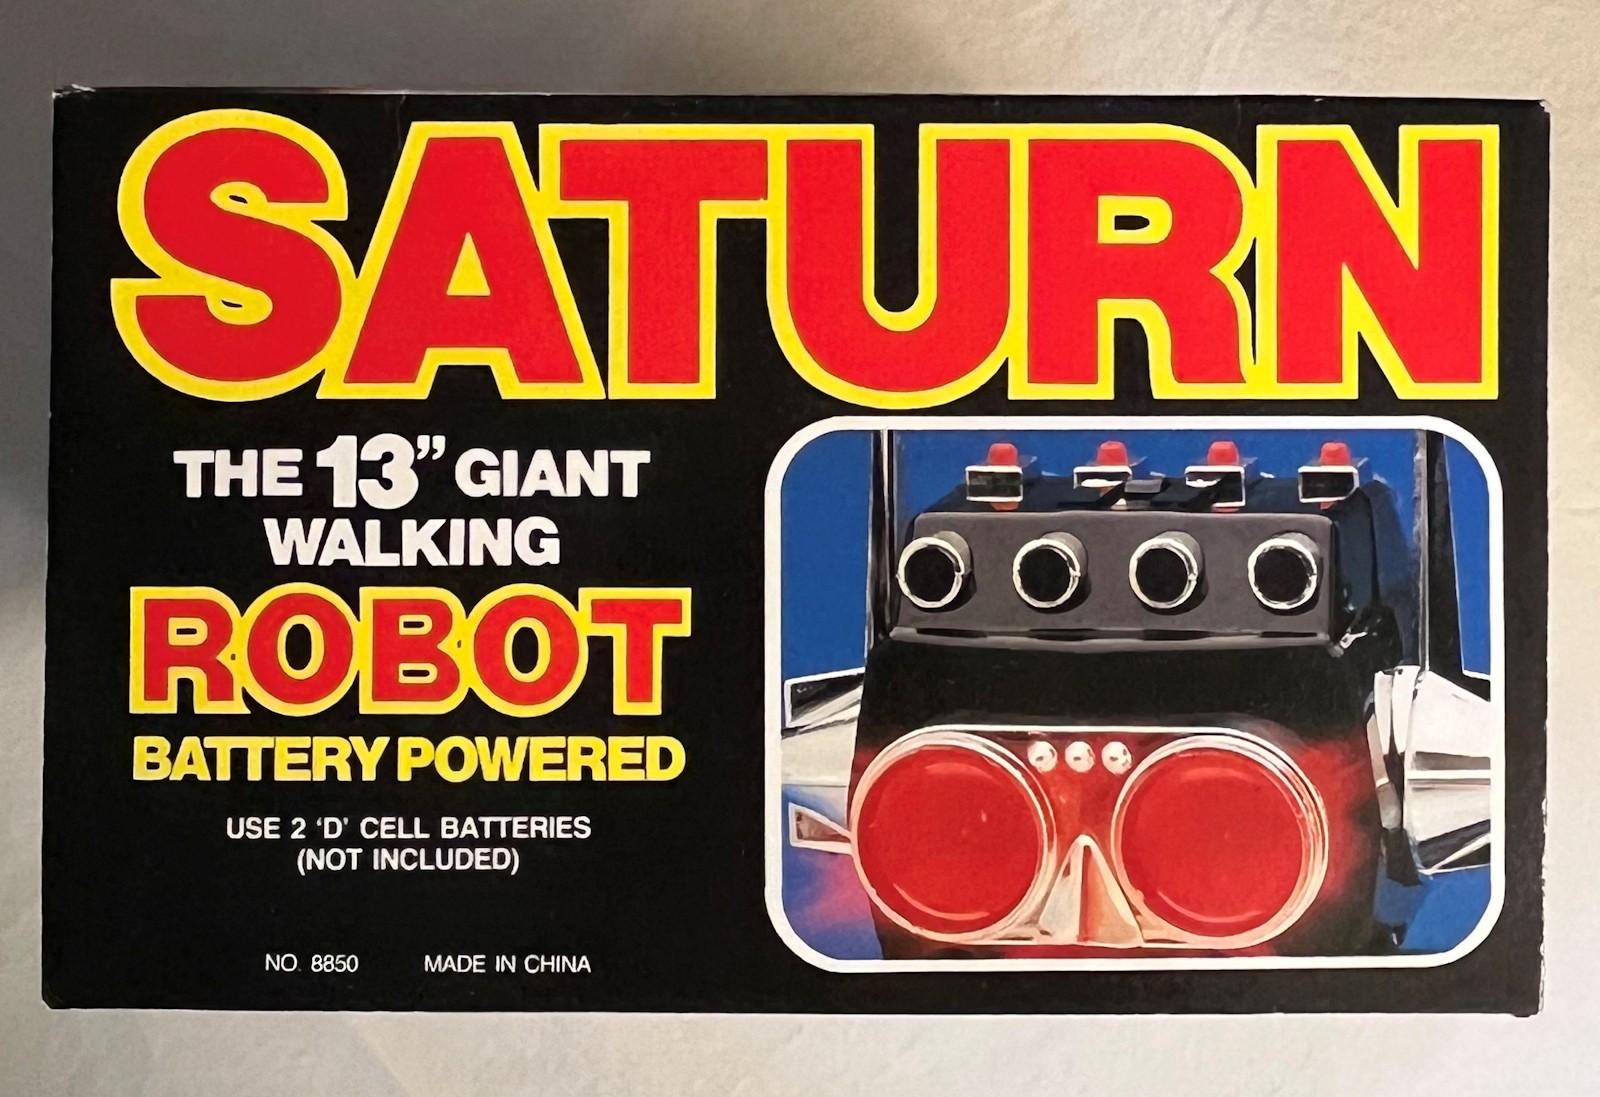 SATURN
THE 13” GIANT
WALKING
ROBOT
BATTERY POWERED
USE 2 ‘D’ CELL BATTERIES
(NOT INCLUDED)
NO. 8850 MADE IN CHINA